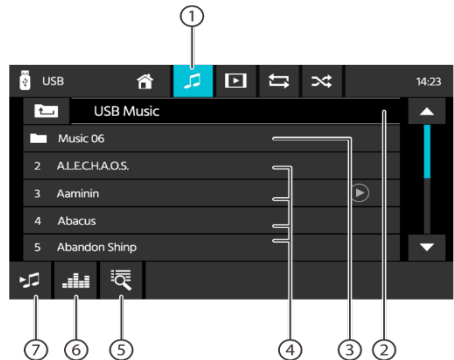 1
USB 14:23
USB Music
Music 06
2 A.L.E.C.H.A.O.S.
3 Aaminin
4 Abacus
5 Abandon Shinp
7 6 5 4 3 2